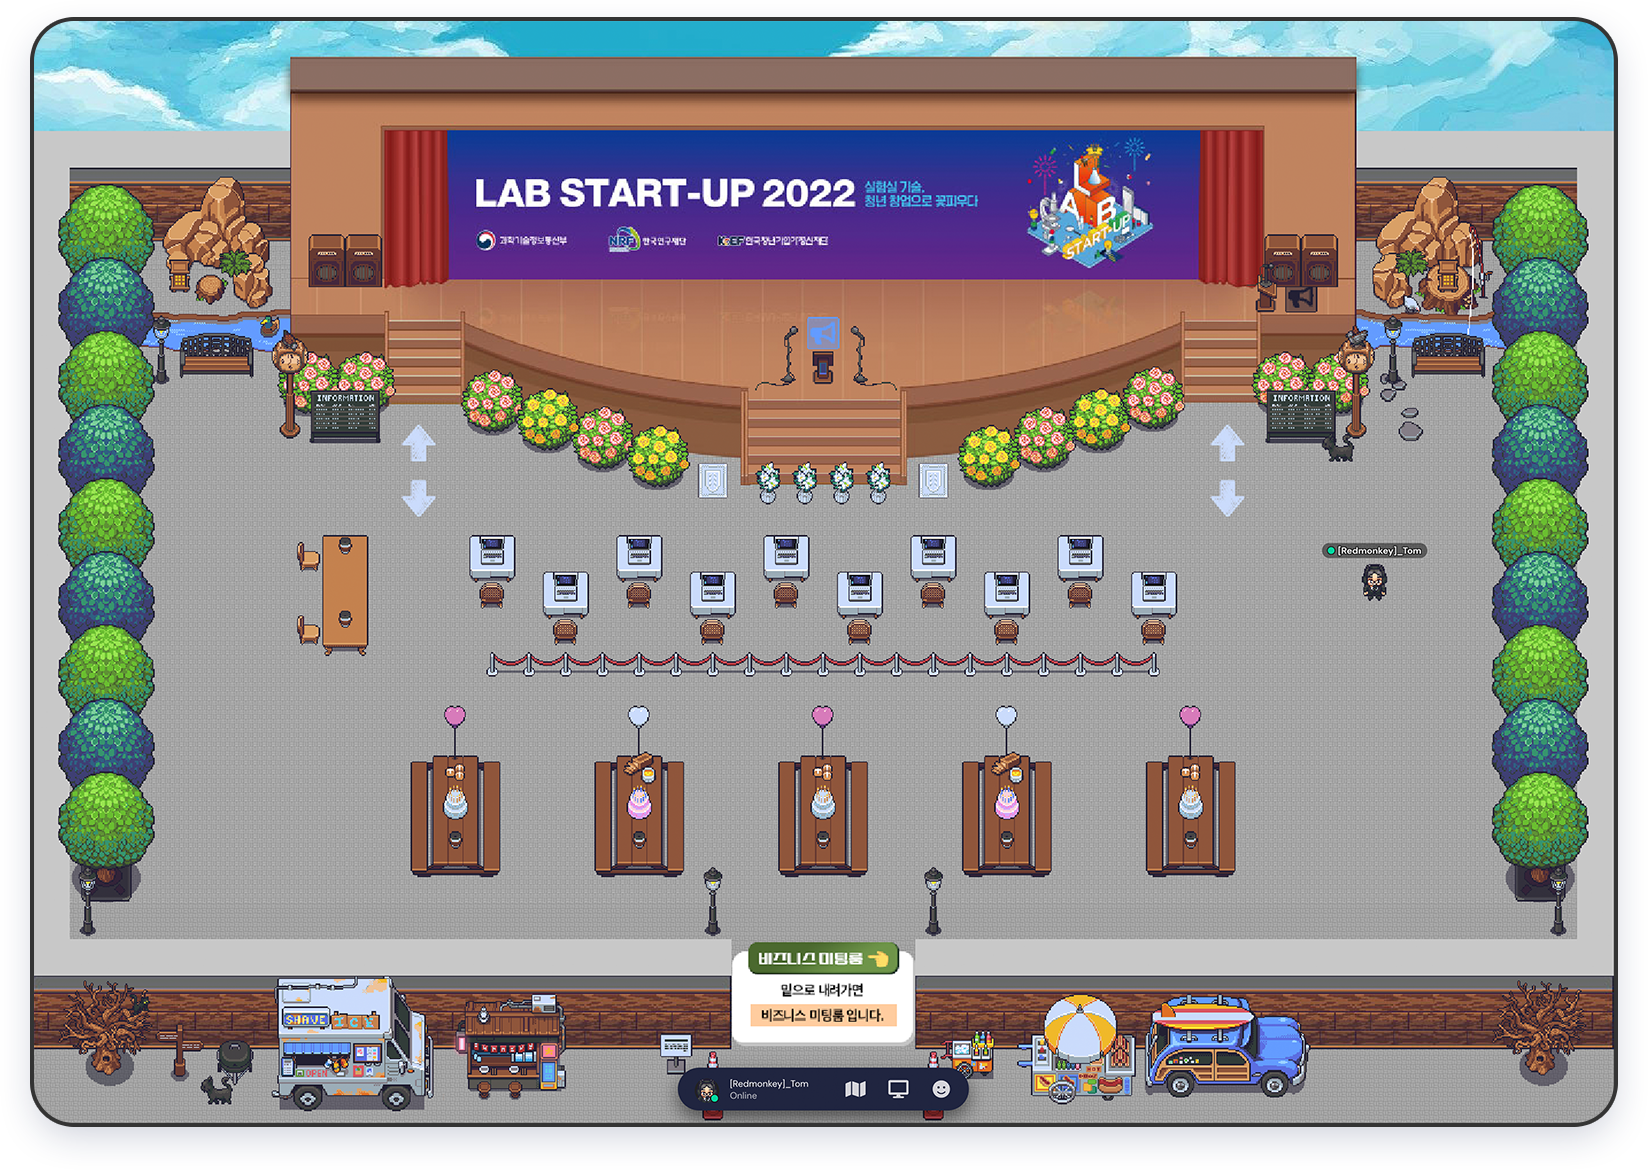 LAB START-UP 2022
실험실 기술,
청년 창업으로 꽃피우다
과학기술정보통신부
NRF 한국연구재단
KoEF 한국청년기업가정신재단
LAB
START-UP
INFORMATION
INFORMATION
[Redmonkey]_Tom
비즈니스 미팅룸
밑으로 내려가면
비즈니스 미팅룸 입니다.
SHAVE ICE
OPEN
[Redmonkey]_Tom
Online